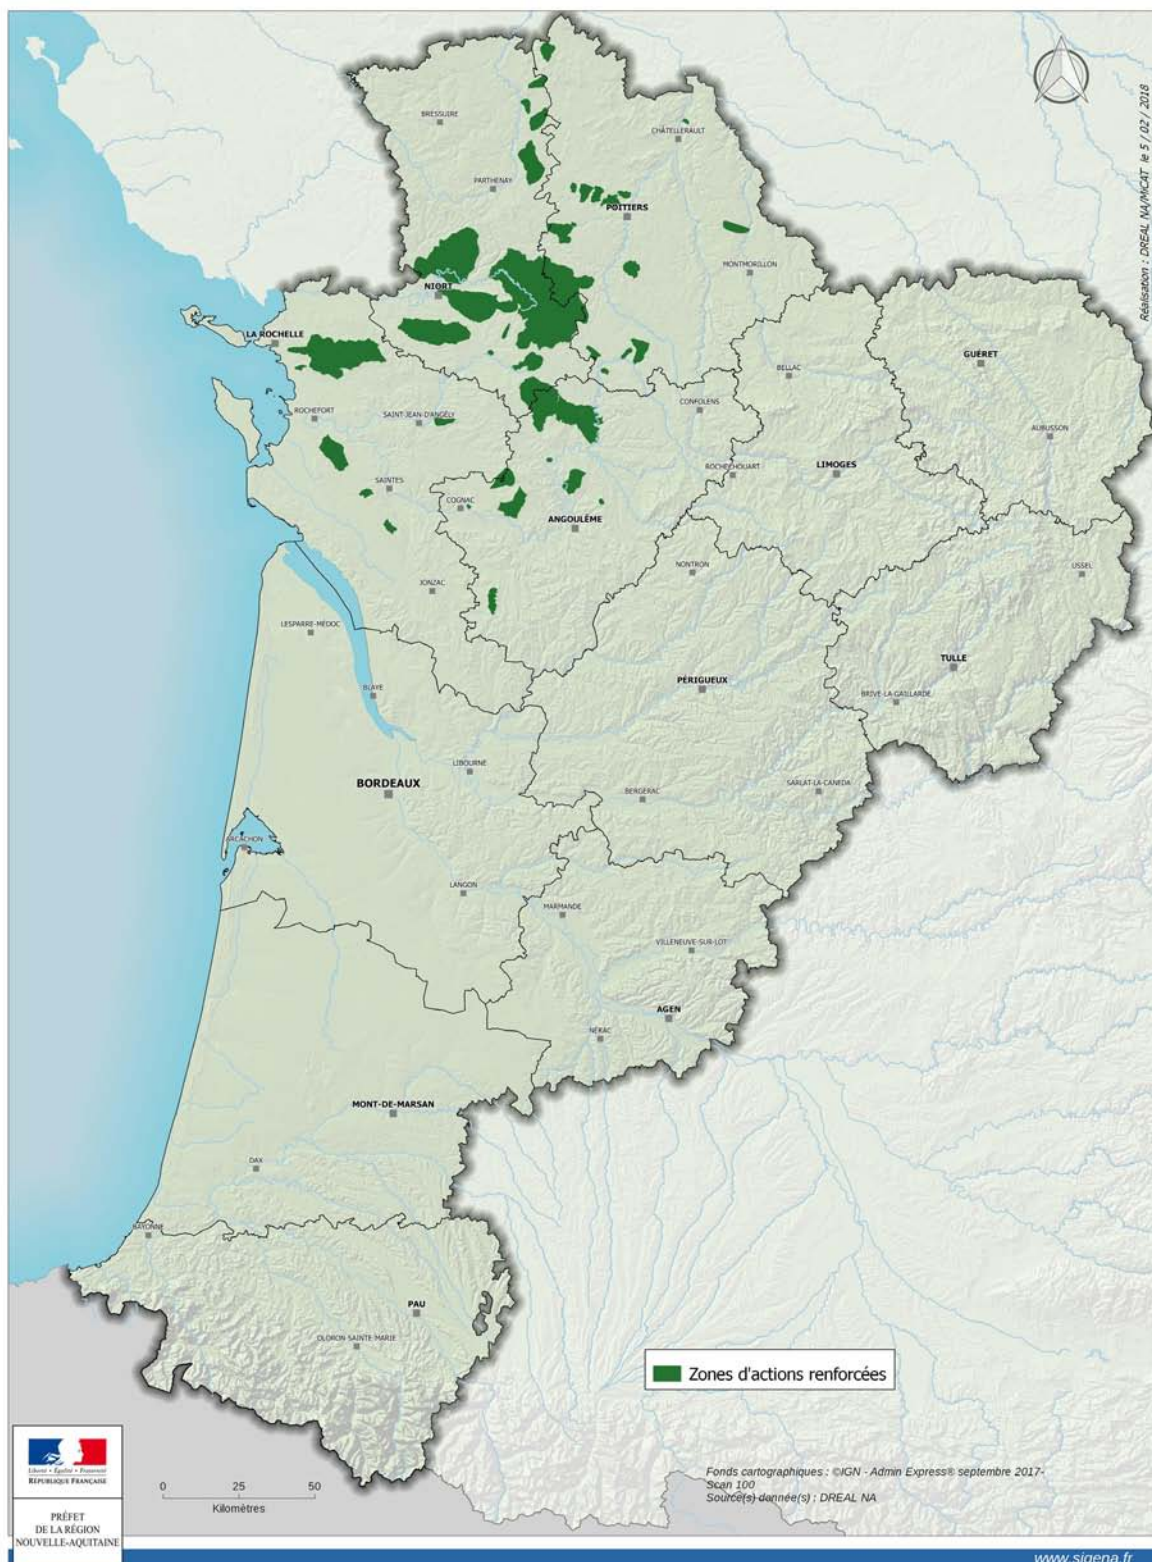 Réalisation : DREAL NA/MICAT le 5 / 02 / 2018
BRESSUIRE
CHÂTELLERAULT
PARTHENAY
POITIERS
MONTMORILLON
NIORT
LA ROCHELLE
GUÉRET
BELLAC
ROCHEFORT
SAINT-JEAN-D'ANGÉLY
CONFOLENS
AUBUSSON
ROCHECHOUART
LIMOGES
SAINTES
COGNAC
ANGOULÊME
NONTRON
USSEL
JONZAC
LESPARRE-MÉDOC
TULLE
PÉRIGUEUX
BLAYE
BRIVE-LA-GAILLARDE
LIBOURNE
BORDEAUX
BERGERAC
SARLAT-LA-CANÉDA
ARCACHON
LANGON
MARMANDE
VILLENEUVE-SUR-LOT
AGEN
NÉRAC
MONT-DE-MARSAN
DAX
BAYONNE
PAU
OLORON-SAINTE-MARIE
Zones d'actions renforcées
Liberté • Égalité • Fraternité
RÉPUBLIQUE FRANÇAISE
PRÉFET
DE LA RÉGION
NOUVELLE-AQUITAINE
0 25 50
Kilomètres
Fonds cartographiques : ©IGN - Admin Express® septembre 2017-
Scan 100
Source(s) donnée(s) : DREAL NA
www.sigena.fr